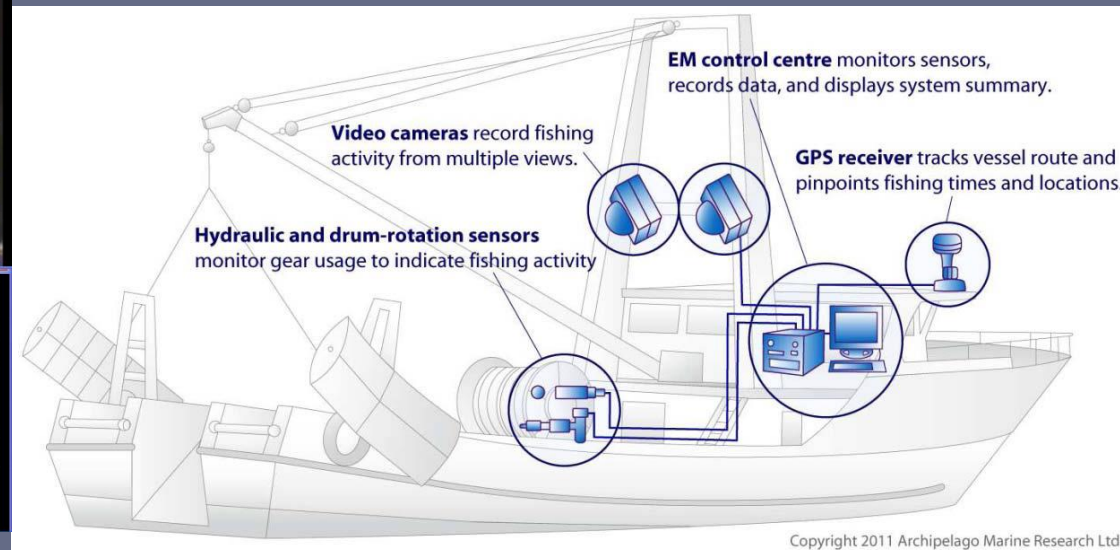 EM control centre monitors sensors,
records data, and displays system summary.
Video cameras record fishing
activity from multiple views.
GPS receiver tracks vessel route and
pinpoints fishing times and locations
Hydraulic and drum-rotation sensors
monitor gear usage to indicate fishing activity
Copyright 2011 Archipelago Marine Research Ltd